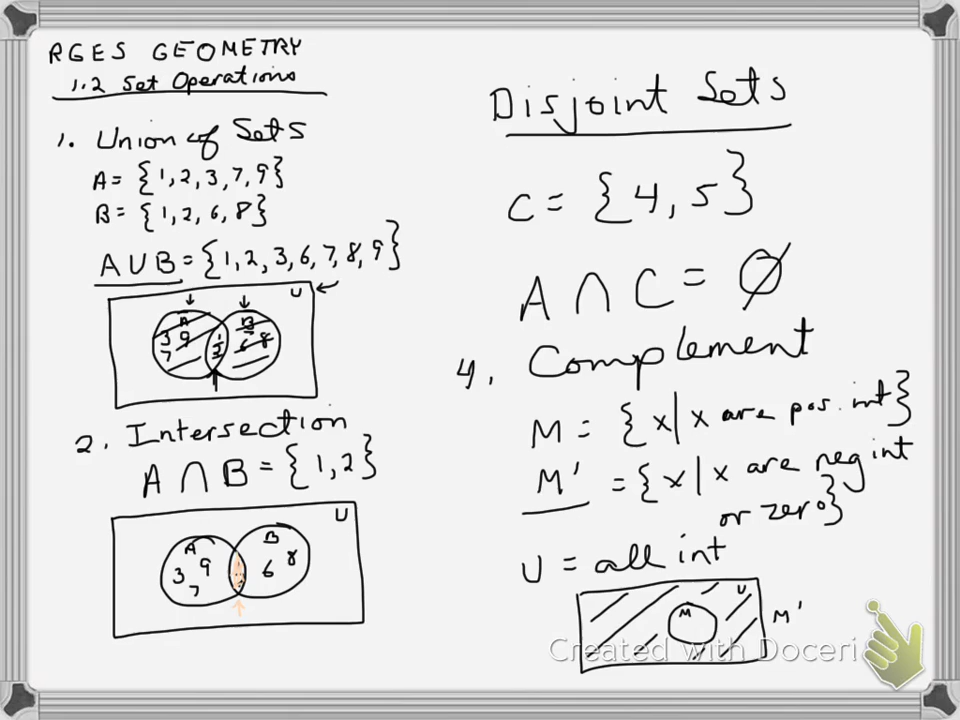 RGES GEOMETRY
1.2 Set Operations
1. Union of Sets
A = {1, 2, 3, 7, 9}
B = {1, 2, 6, 8}
A ∪ B = {1, 2, 3, 6, 7, 8, 9}
U
A B
3 9 1 6 8
7 2
2. Intersection
A ∩ B = {1, 2}
U
A B
3 9 6 8
7
Disjoint Sets
C = {4, 5}
A ∩ C = Ø
4. Complement
M = {x | x are pos. int}
M' = {x | x are neg int
or zero}
U = all int
U
M M'
Created with Doceri